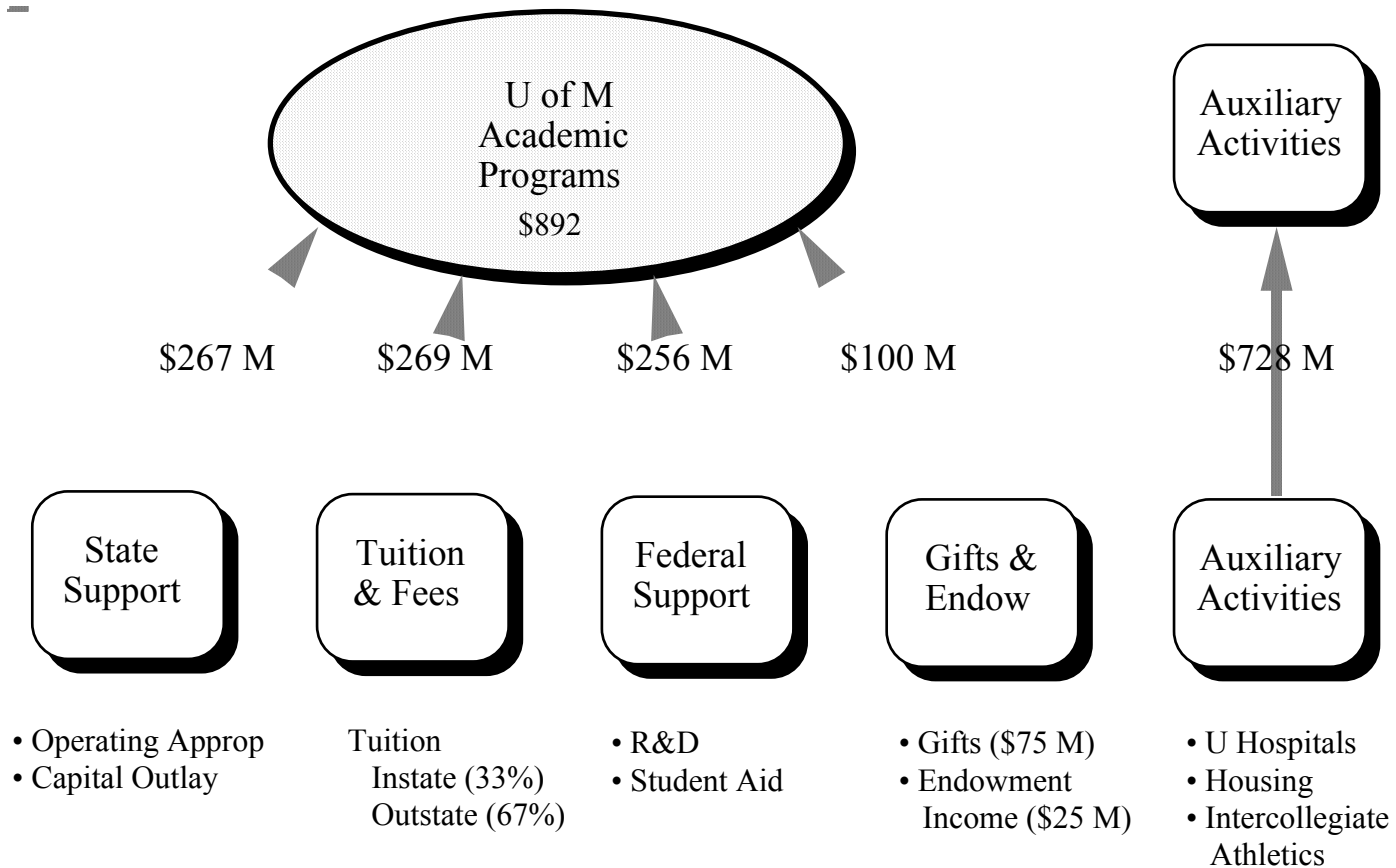 U of M
Academic
Programs
$892
Auxiliary
Activities
$267 M
$269 M
$256 M
$100 M
$728 M
State
Support
Tuition
& Fees
Federal
Support
Gifts &
Endow
Auxiliary
Activities
• Operating Approp
• Capital Outlay
Tuition
Instate (33%)
Outstate (67%)
• R&D
• Student Aid
• Gifts ($75 M)
• Endowment
Income ($25 M)
• U Hospitals
• Housing
• Intercollegiate
Athletics